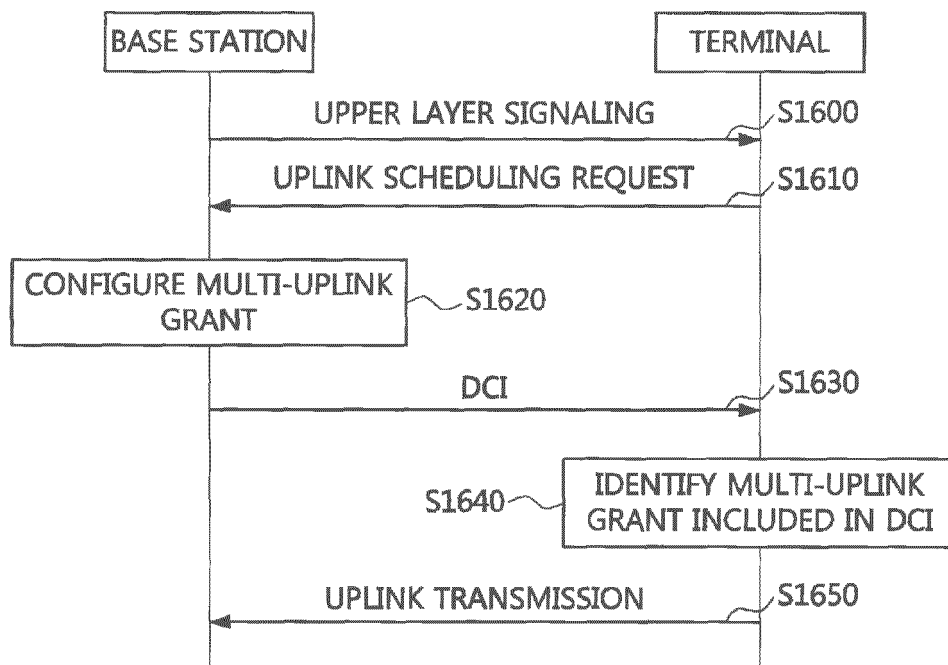 BASE STATION
TERMINAL
UPPER LAYER SIGNALING
S1600
UPLINK SCHEDULING REQUEST
S1610
CONFIGURE MULTI-UPLINK
GRANT
S1620
DCI
S1630
S1640
IDENTIFY MULTI-UPLINK
GRANT INCLUDED IN DCI
UPLINK TRANSMISSION
S1650